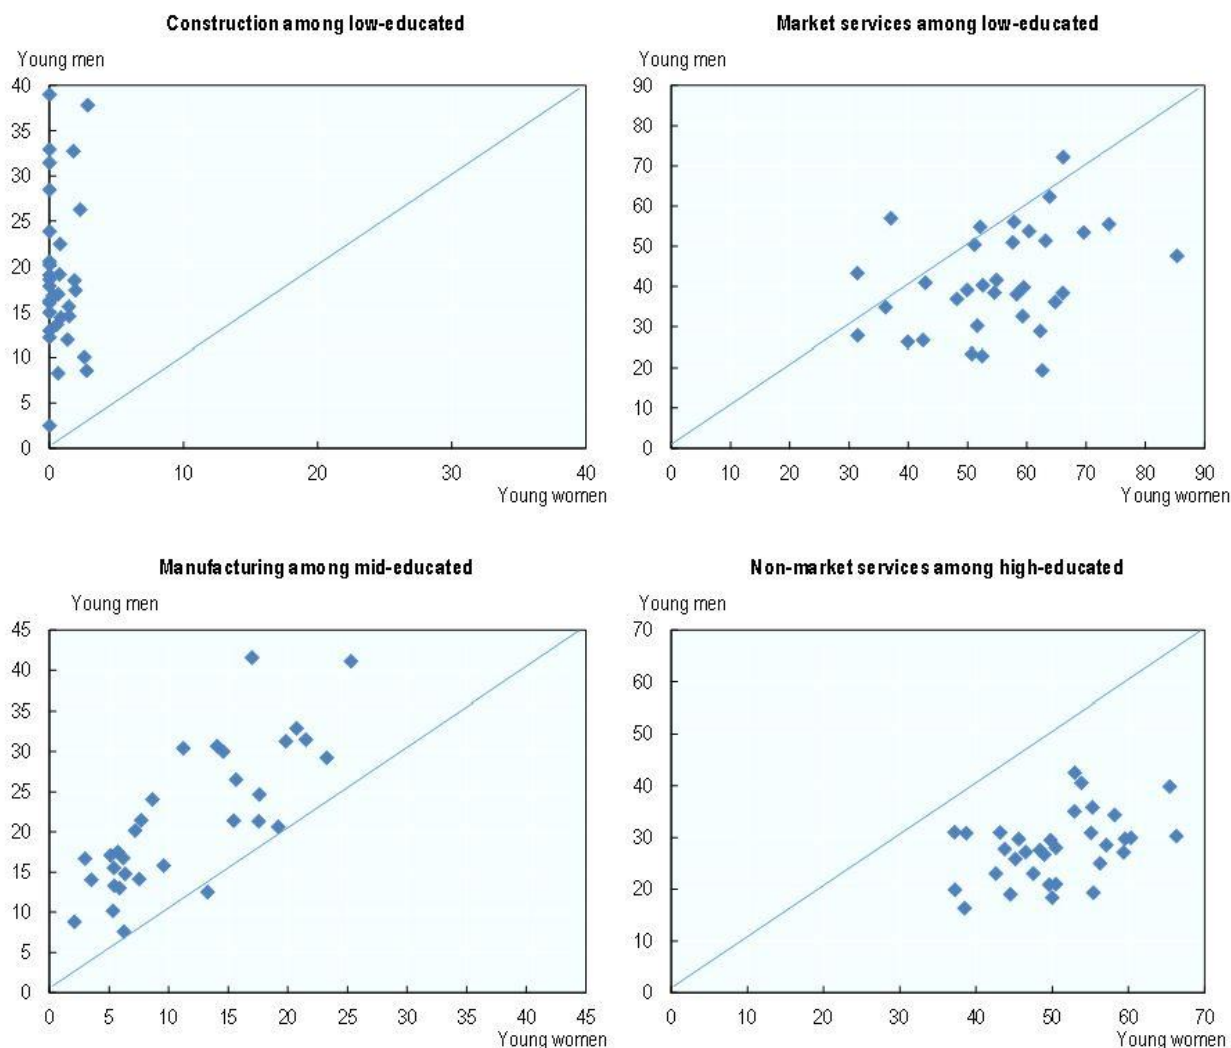 Construction among low-educated
Young men
40
35
30
25
20
15
10
5
0
0 10 20 30 40
Young women
Market services among low-educated
Young men
90
80
70
60
50
40
30
20
10
0
0 10 20 30 40 50 60 70 80 90
Young women
Manufacturing among mid-educated
Young men
45
40
35
30
25
20
15
10
5
0
0 5 10 15 20 25 30 35 40 45
Young women
Non-market services among high-educated
Young men
70
60
50
40
30
20
10
0
0 10 20 30 40 50 60 70
Young women